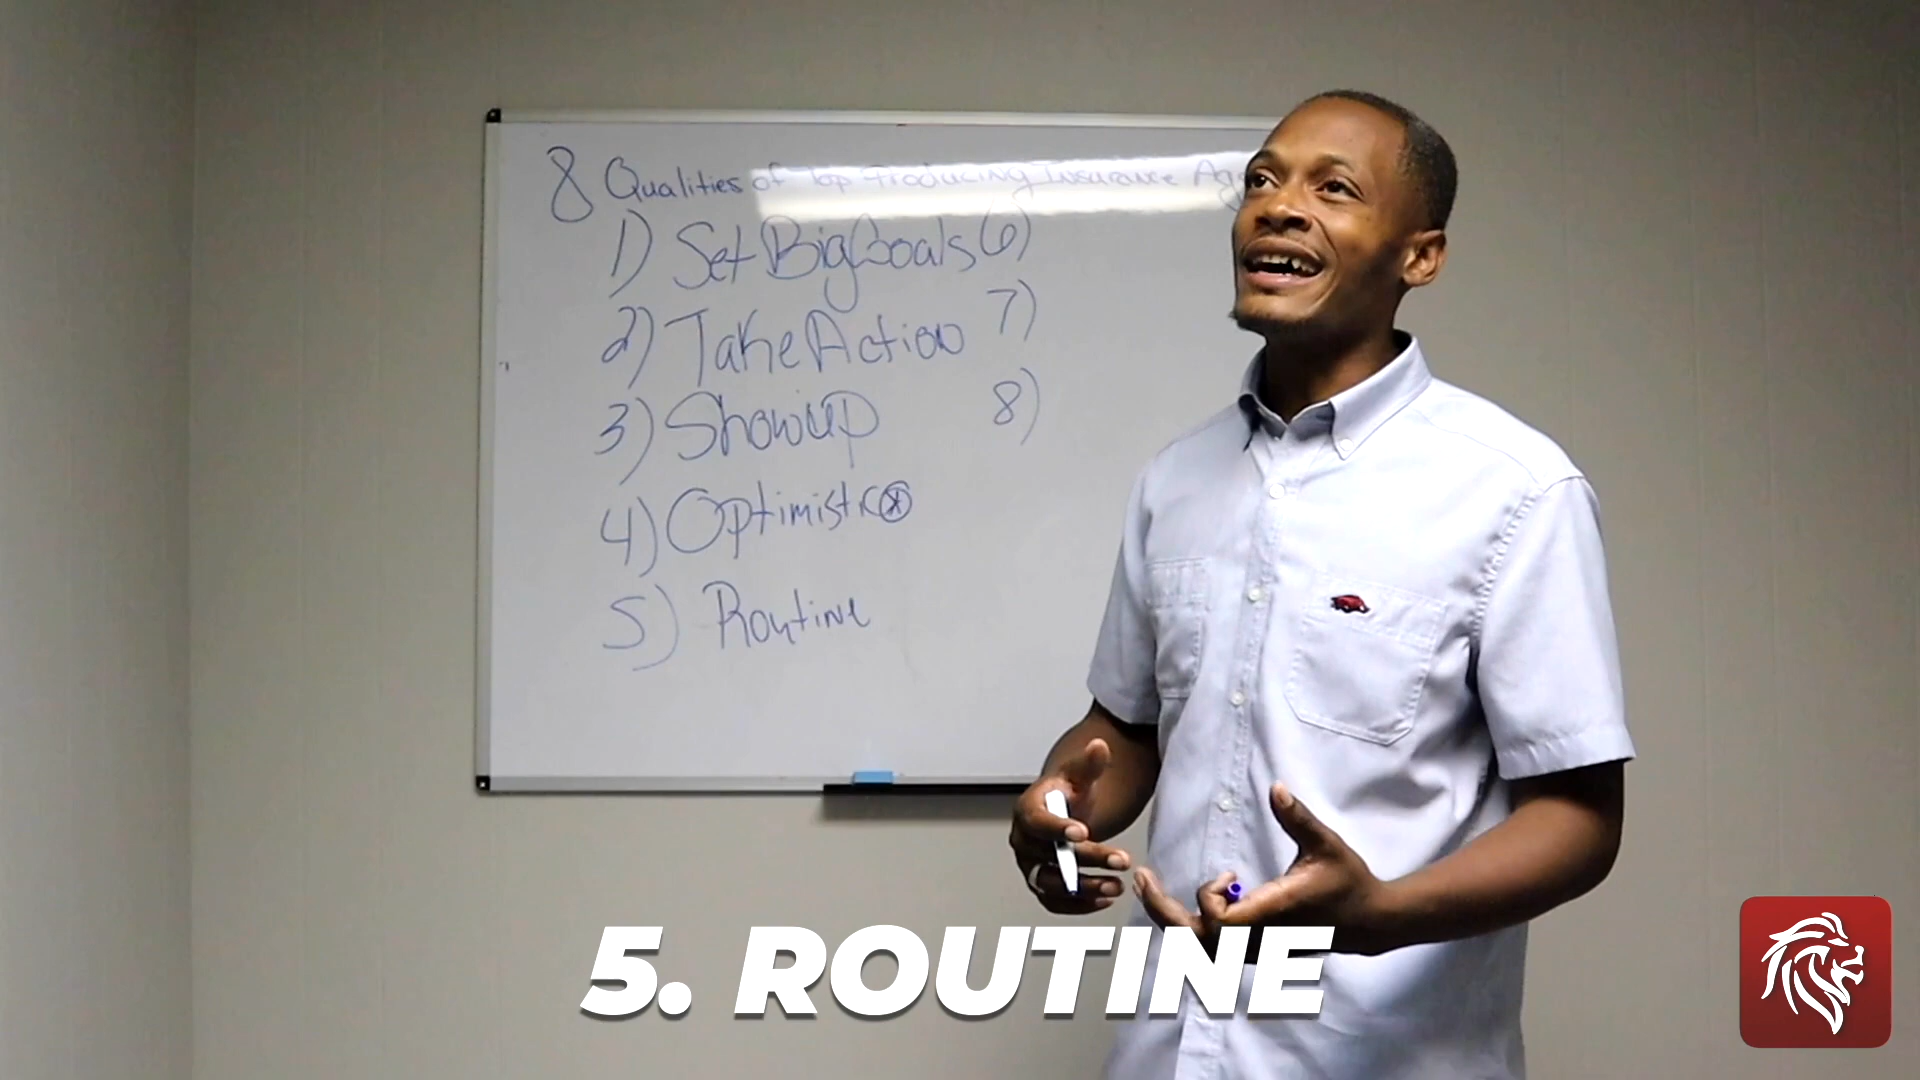 8 Qualities of Top Producing Insurance Ag
1) Set Big Goals
2) Take Action
3) Show up
4) Optimistic
5) Routine
6)
7)
8)
5. ROUTINE